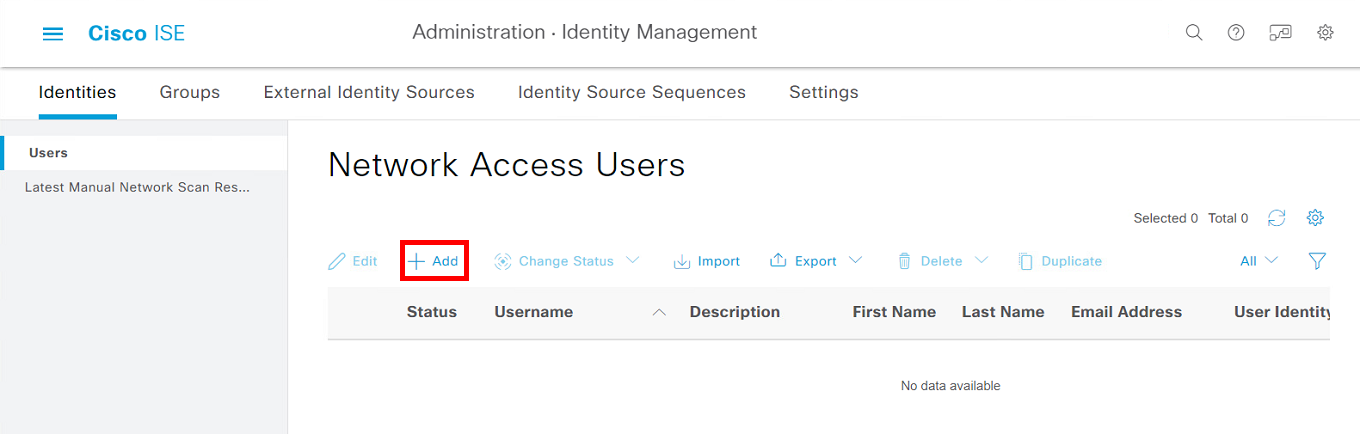 Cisco ISE
Administration · Identity Management
Identities Groups External Identity Sources Identity Source Sequences Settings
Users
Latest Manual Network Scan Res...
Network Access Users
Selected 0 Total 0
Edit Add Change Status Import Export Delete Duplicate All
Status Username Description First Name Last Name Email Address User Identity
No data available